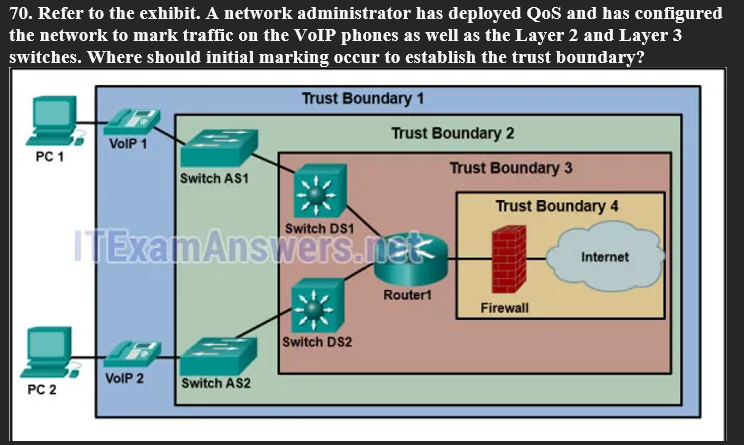 70. Refer to the exhibit. A network administrator has deployed QoS and has configured
the network to mark traffic on the VoIP phones as well as the Layer 2 and Layer 3
switches. Where should initial marking occur to establish the trust boundary?
Trust Boundary 1
Trust Boundary 2
Trust Boundary 3
Trust Boundary 4
PC 1
VoIP 1
Switch AS1
Switch DS1
ITExamAnswers.net
Router1
Firewall
Internet
Switch DS2
PC 2
VoIP 2
Switch AS2